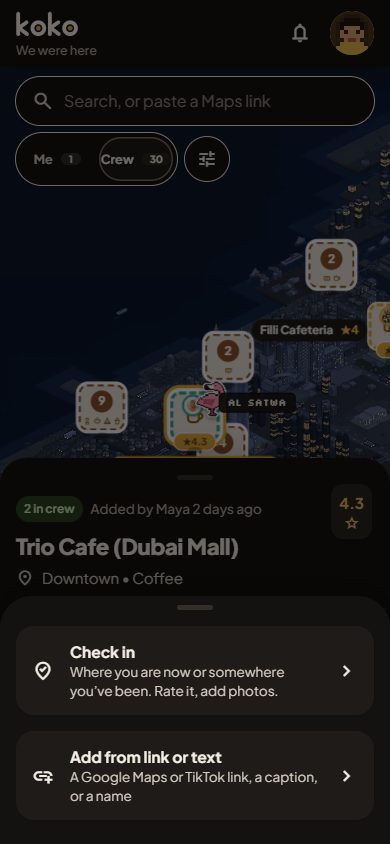 koko
We were here
Search, or paste a Maps link
Me 1 Crew 30
2
Filli Cafeteria ★4
2
9
AL SATWA
★4.3
4
2 in crew Added by Maya 2 days ago
4.3
Trio Cafe (Dubai Mall)
Downtown • Coffee
Check in
Where you are now or somewhere
you've been. Rate it, add photos.
Add from link or text
A Google Maps or TikTok link, a caption,
or a name